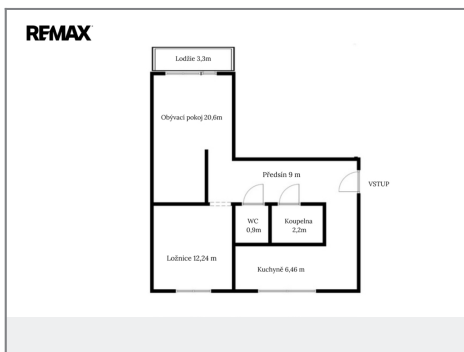 REMAX
Lodžie 3,3m
Obývací pokoj 20,6m
Předsín 9 m
VSTUP
WC
0,9m
Koupelna
2,2m
Ložnice 12,24 m
Kuchyně 6,46 m